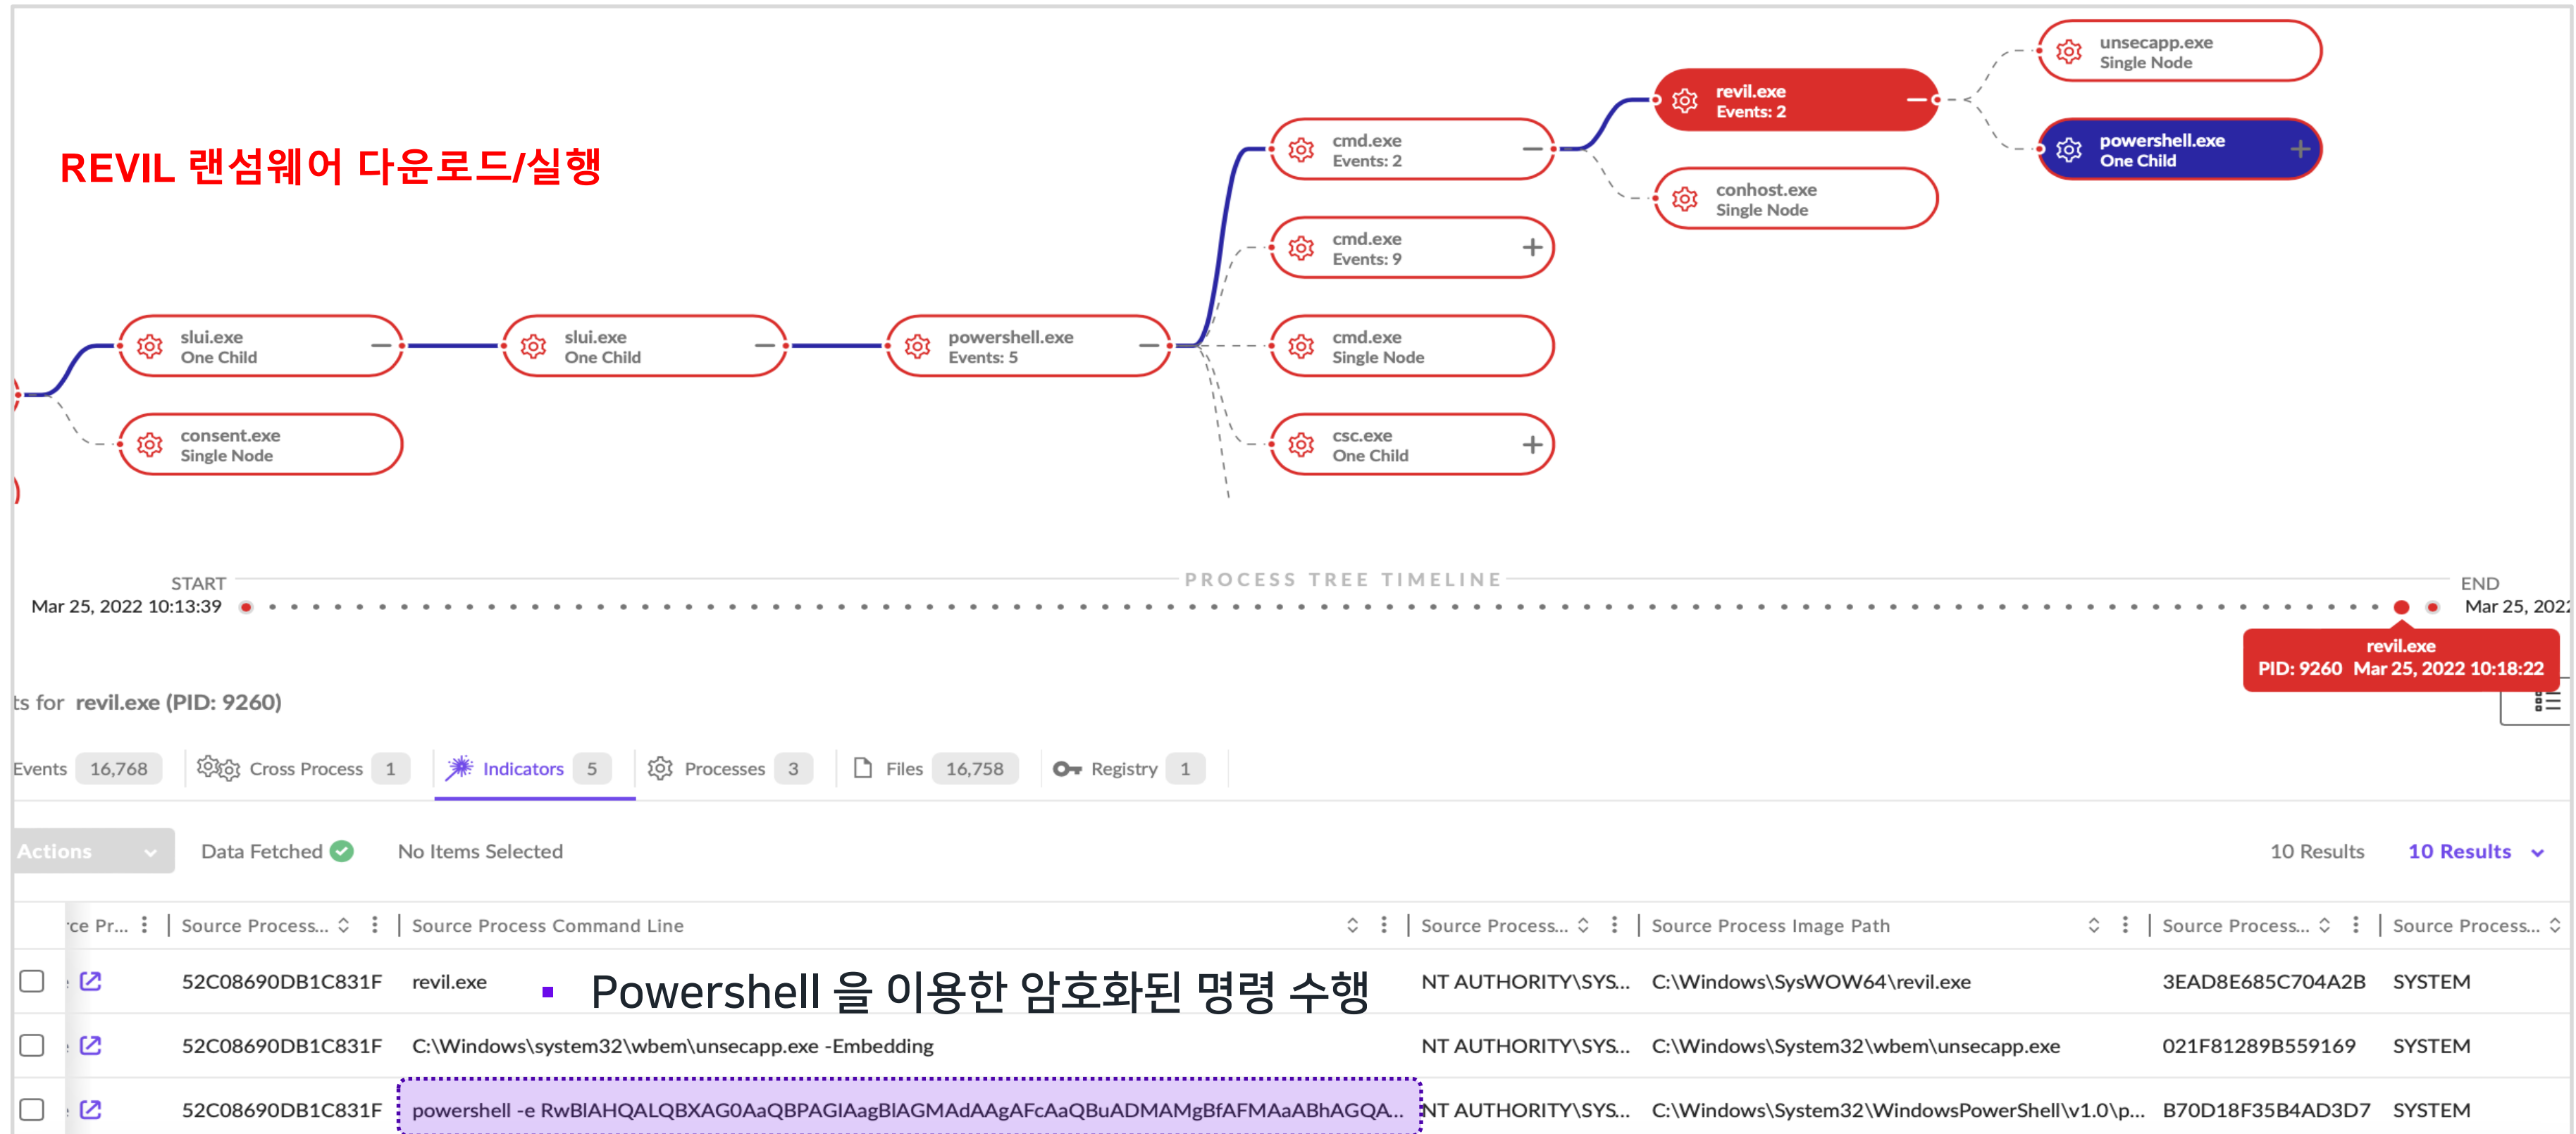 unsecapp.exe
Single Node
revil.exe
Events: 2
powershell.exe
One Child
cmd.exe
Events: 2
REVIL 랜섬웨어 다운로드/실행
conhost.exe
Single Node
cmd.exe
Events: 9
slui.exe
One Child
slui.exe
One Child
powershell.exe
Events: 5
cmd.exe
Single Node
consent.exe
Single Node
csc.exe
One Child
PROCESS TREE TIMELINE
START
Mar 25, 2022 10:13:39
END
Mar 25, 2022
revil.exe
PID: 9260 Mar 25, 2022 10:18:22
ts for revil.exe (PID: 9260)
Events 16,768 Cross Process 1 Indicators 5 Processes 3 Files 16,758 Registry 1
Actions Data Fetched No Items Selected 10 Results 10 Results
rce Pr... Source Process... Source Process Command Line Source Process... Source Process Image Path Source Process... Source Process...
52C08690DB1C831F revil.exe ▪ Powershell 을 이용한 암호화된 명령 수행 NT AUTHORITY\SYS... C:\Windows\SysWOW64\revil.exe 3EAD8E685C704A2B SYSTEM
52C08690DB1C831F C:\Windows\system32\wbem\unsecapp.exe -Embedding NT AUTHORITY\SYS... C:\Windows\System32\wbem\unsecapp.exe 021F81289B559169 SYSTEM
52C08690DB1C831F powershell -e RwBlAHQALQBXAG0AaQBPAGIAagBlAGMAdAAgAFcAaQBuADMAMgBfAFMAaABhAGQA... NT AUTHORITY\SYS... C:\Windows\System32\WindowsPowerShell\v1.0\p... B70D18F35B4AD3D7 SYSTEM